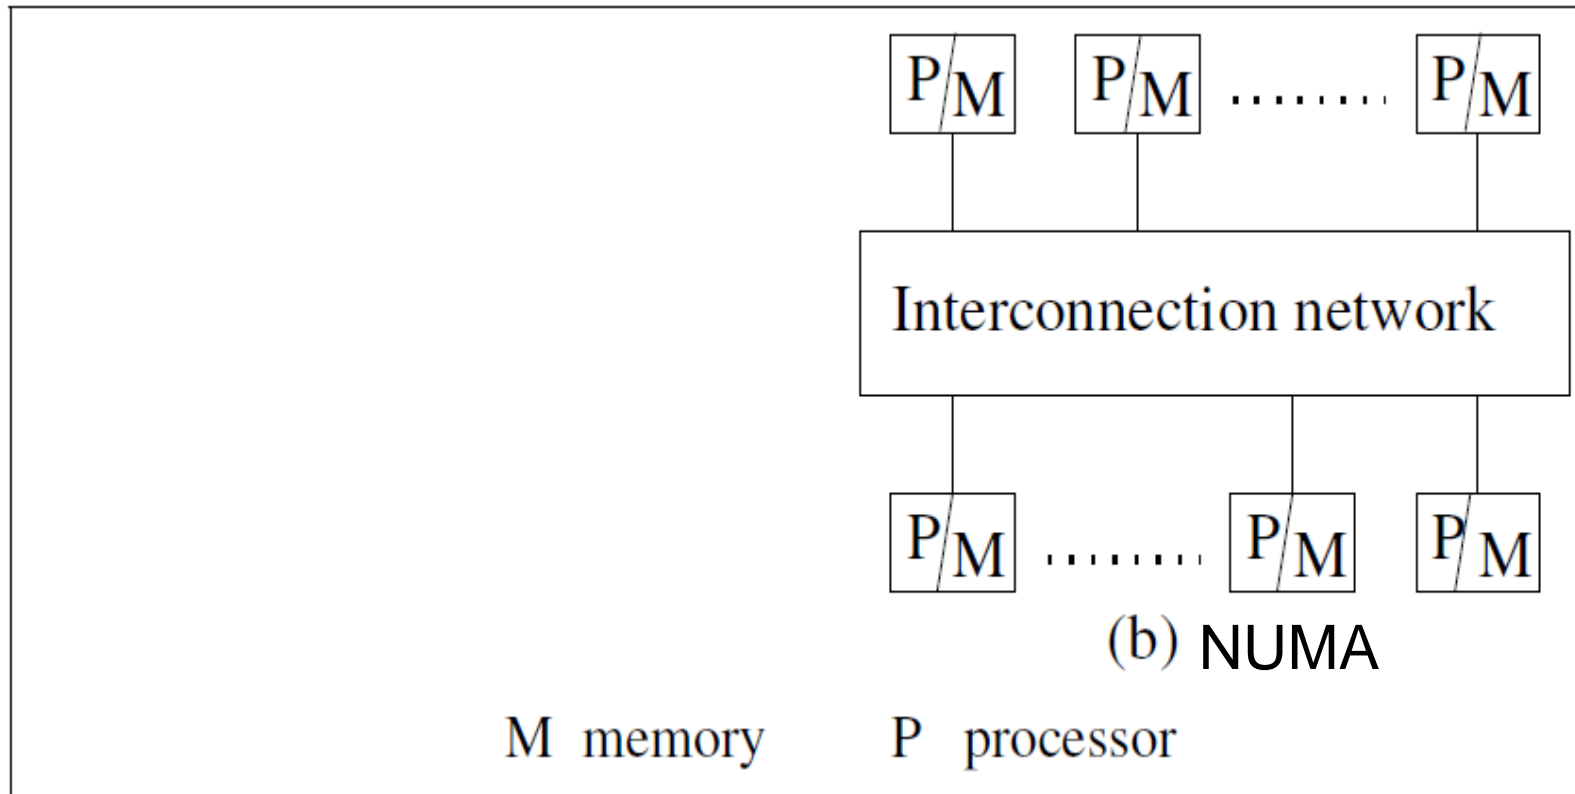 P/M P/M ........ P/M
Interconnection network
P/M ........ P/M P/M
(b) NUMA
M memory P processor